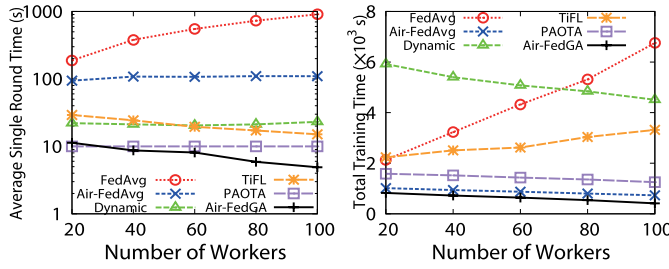 Average Single Round Time (s)
1000
100
10
1
FedAvg
Air-FedAvg
Dynamic
TiFL
PAOTA
Air-FedGA
20 40 60 80 100
Number of Workers
Total Training Time (×10³ s)
8
6
4
2
0
FedAvg
Air-FedAvg
Dynamic
TiFL
PAOTA
Air-FedGA
20 40 60 80 100
Number of Workers